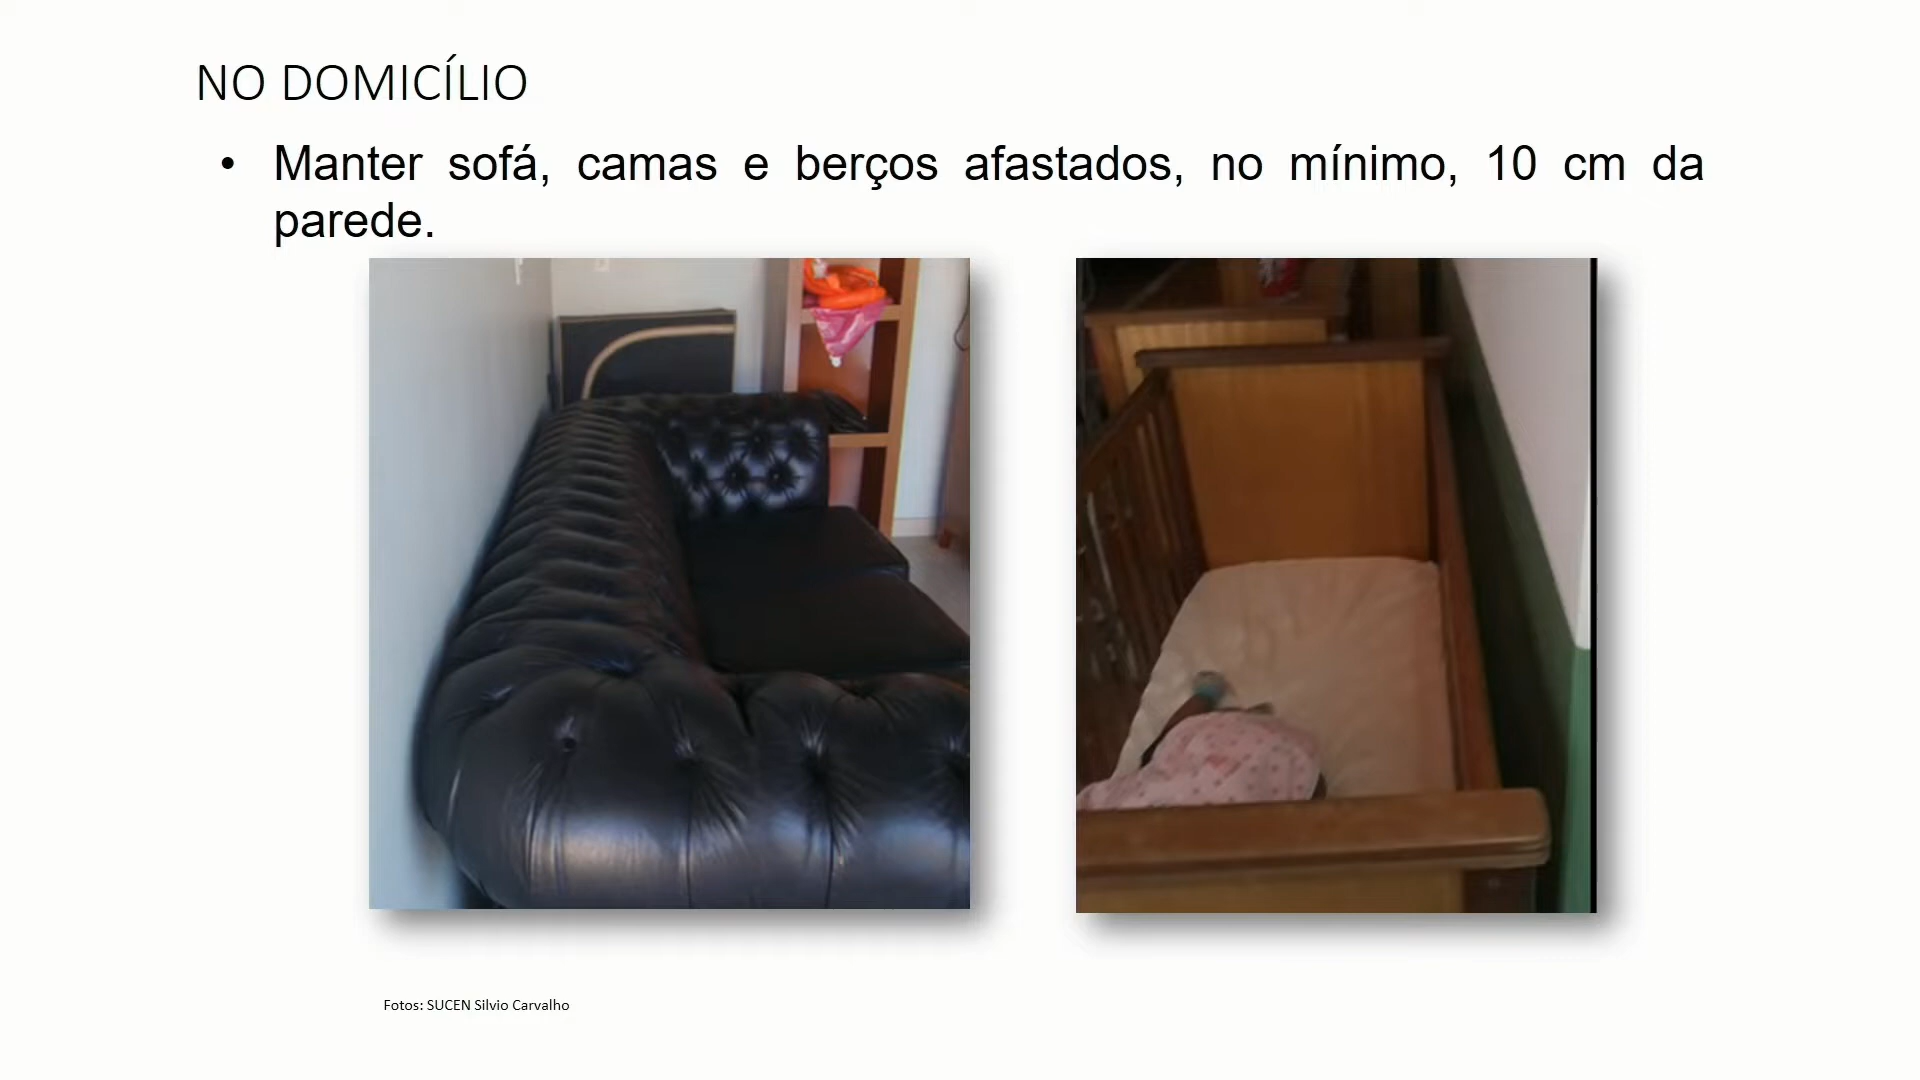 NO DOMICÍLIO
• Manter sofá, camas e berços afastados, no mínimo, 10 cm da
parede.
Fotos: SUCEN Silvio Carvalho